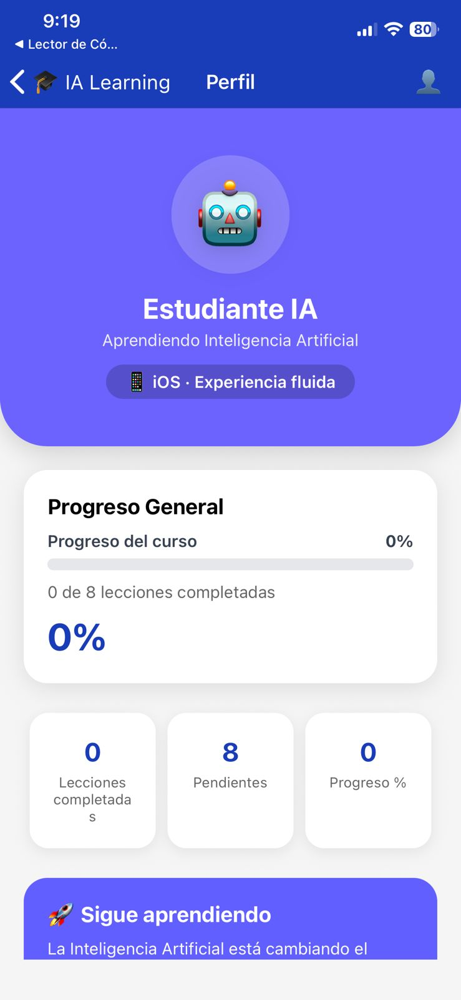 9:19
80
◀ Lector de Có...
🎓 IA Learning
Perfil
Estudiante IA
Aprendiendo Inteligencia Artificial
📱 iOS · Experiencia fluida
Progreso General
Progreso del curso 0%
0 de 8 lecciones completadas
0%
0
Lecciones
completada
s
8
Pendientes
0
Progreso %
🚀 Sigue aprendiendo
La Inteligencia Artificial está cambiando el